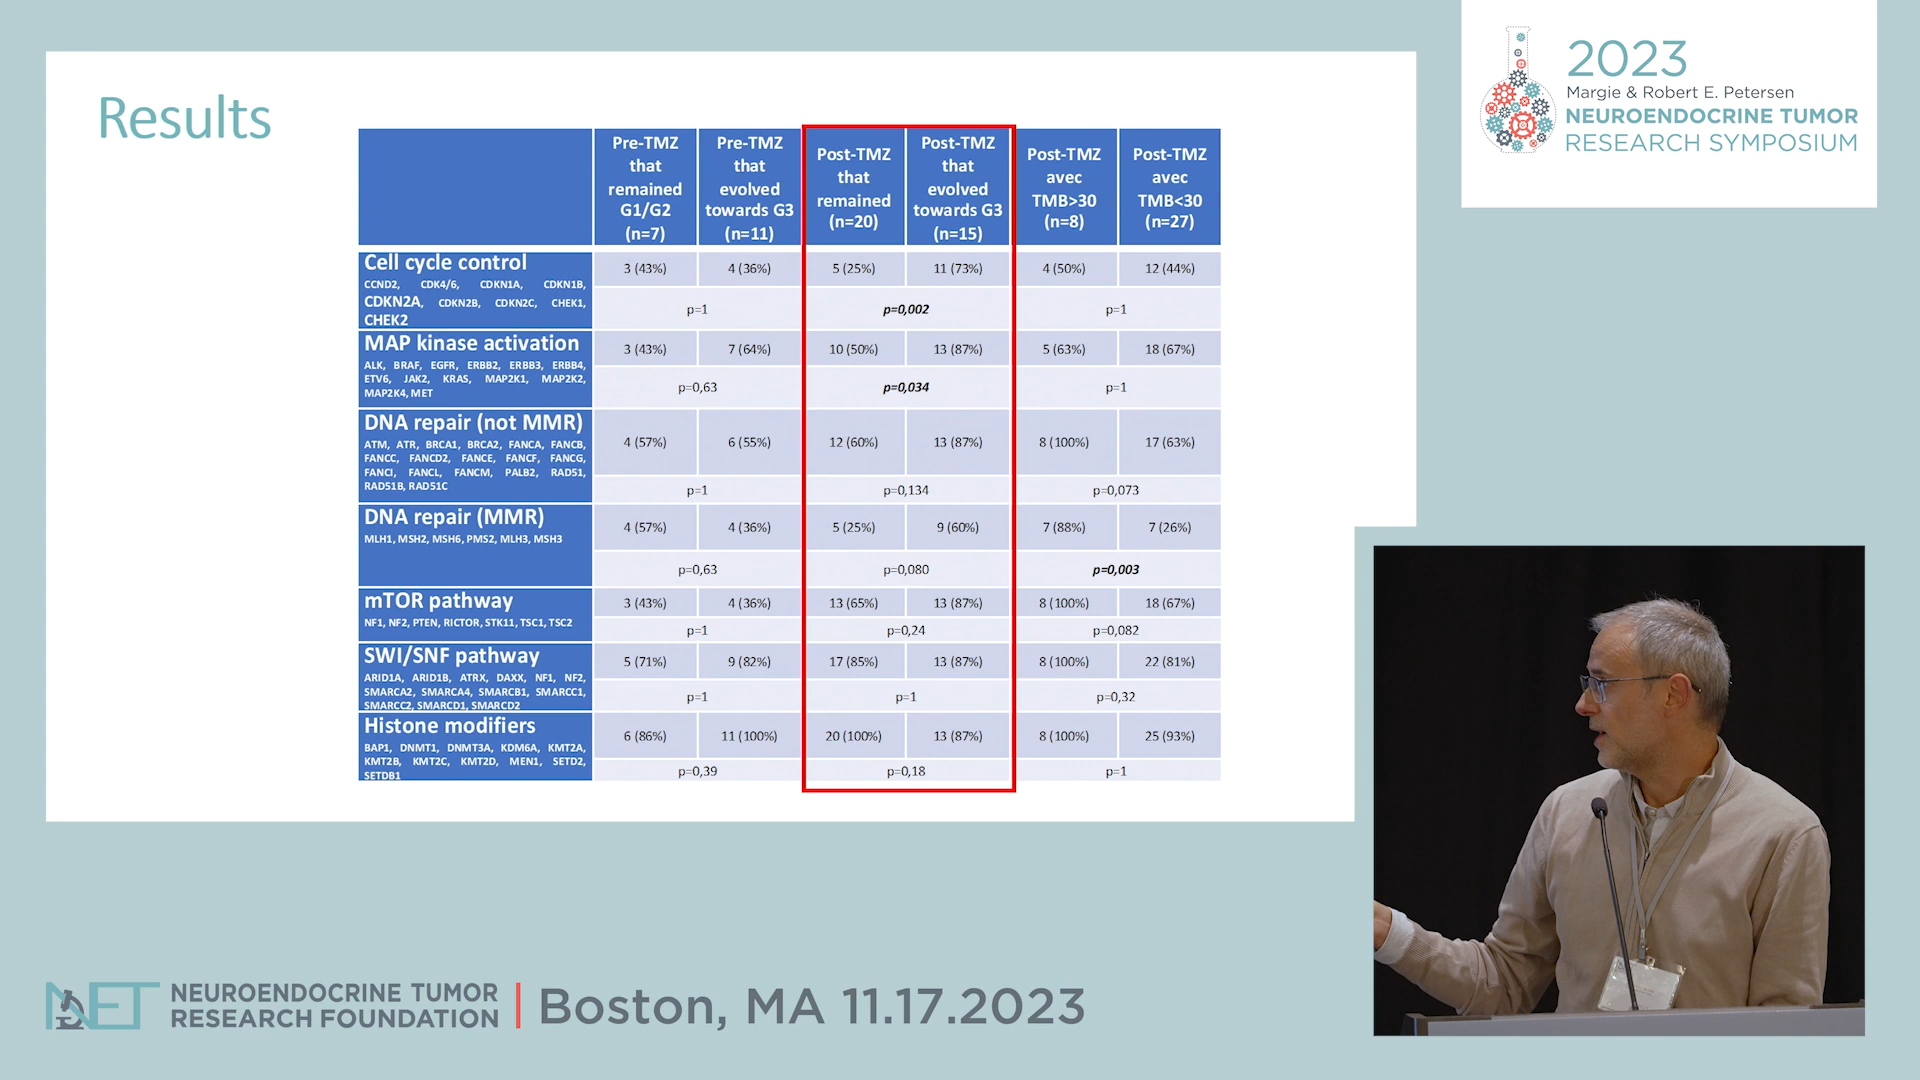 Results
Pre-TMZ
that
remained
G1/G2
(n=7)
Pre-TMZ
that
evolved
towards G3
(n=11)
Post-TMZ
that
remained
(n=20)
Post-TMZ
that
evolved
towards G3
(n=15)
Post-TMZ
avec
TMB>30
(n=8)
Post-TMZ
avec
TMB<30
(n=27)
Cell cycle control
CCND2, CDK4/6, CDKN1A, CDKN1B,
CDKN2A, CDKN2B, CDKN2C, CHEK1,
CHEK2
3 (43%) 4 (36%) 5 (25%) 11 (73%) 4 (50%) 12 (44%)
p=1 p=0,002 p=1
MAP kinase activation
ALK, BRAF, EGFR, ERBB2, ERBB3, ERBB4,
ETV6, JAK2, KRAS, MAP2K1, MAP2K2,
MAP2K4, MET
3 (43%) 7 (64%) 10 (50%) 13 (87%) 5 (63%) 18 (67%)
p=0,63 p=0,034 p=1
DNA repair (not MMR)
ATM, ATR, BRCA1, BRCA2, FANCA, FANCB,
FANCC, FANCD2, FANCE, FANCF, FANCG,
FANCI, FANCL, FANCM, PALB2, RAD51,
RAD51B, RAD51C
4 (57%) 6 (55%) 12 (60%) 13 (87%) 8 (100%) 17 (63%)
p=1 p=0,134 p=0,073
DNA repair (MMR)
MLH1, MSH2, MSH6, PMS2, MLH3, MSH3
4 (57%) 4 (36%) 5 (25%) 9 (60%) 7 (88%) 7 (26%)
p=0,63 p=0,080 p=0,003
mTOR pathway
NF1, NF2, PTEN, RICTOR, STK11, TSC1, TSC2
3 (43%) 4 (36%) 13 (65%) 13 (87%) 8 (100%) 18 (67%)
p=1 p=0,24 p=0,082
SWI/SNF pathway
ARID1A, ARID1B, ATRX, DAXX, NF1, NF2,
SMARCA2, SMARCA4, SMARCB1, SMARCC1,
SMARCC2, SMARCD1, SMARCD2
5 (71%) 9 (82%) 17 (85%) 13 (87%) 8 (100%) 22 (81%)
p=1 p=1 p=0,32
Histone modifiers
BAP1, DNMT1, DNMT3A, KDM6A, KMT2A,
KMT2B, KMT2C, KMT2D, MEN1, SETD2,
SETDB1
6 (86%) 11 (100%) 20 (100%) 13 (87%) 8 (100%) 25 (93%)
p=0,39 p=0,18 p=1
2023
Margie & Robert E. Petersen
NEUROENDOCRINE TUMOR
RESEARCH SYMPOSIUM
NET
NEUROENDOCRINE TUMOR
RESEARCH FOUNDATION
Boston, MA 11.17.2023